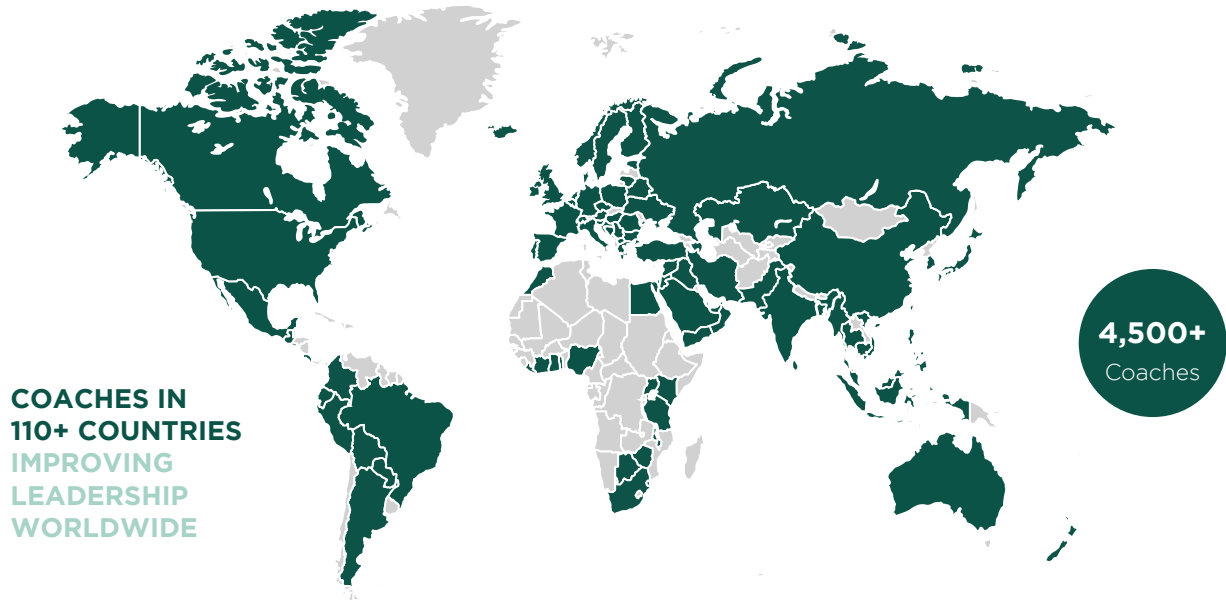 COACHES IN
110+ COUNTRIES
IMPROVING
LEADERSHIP
WORLDWIDE
4,500+
Coaches